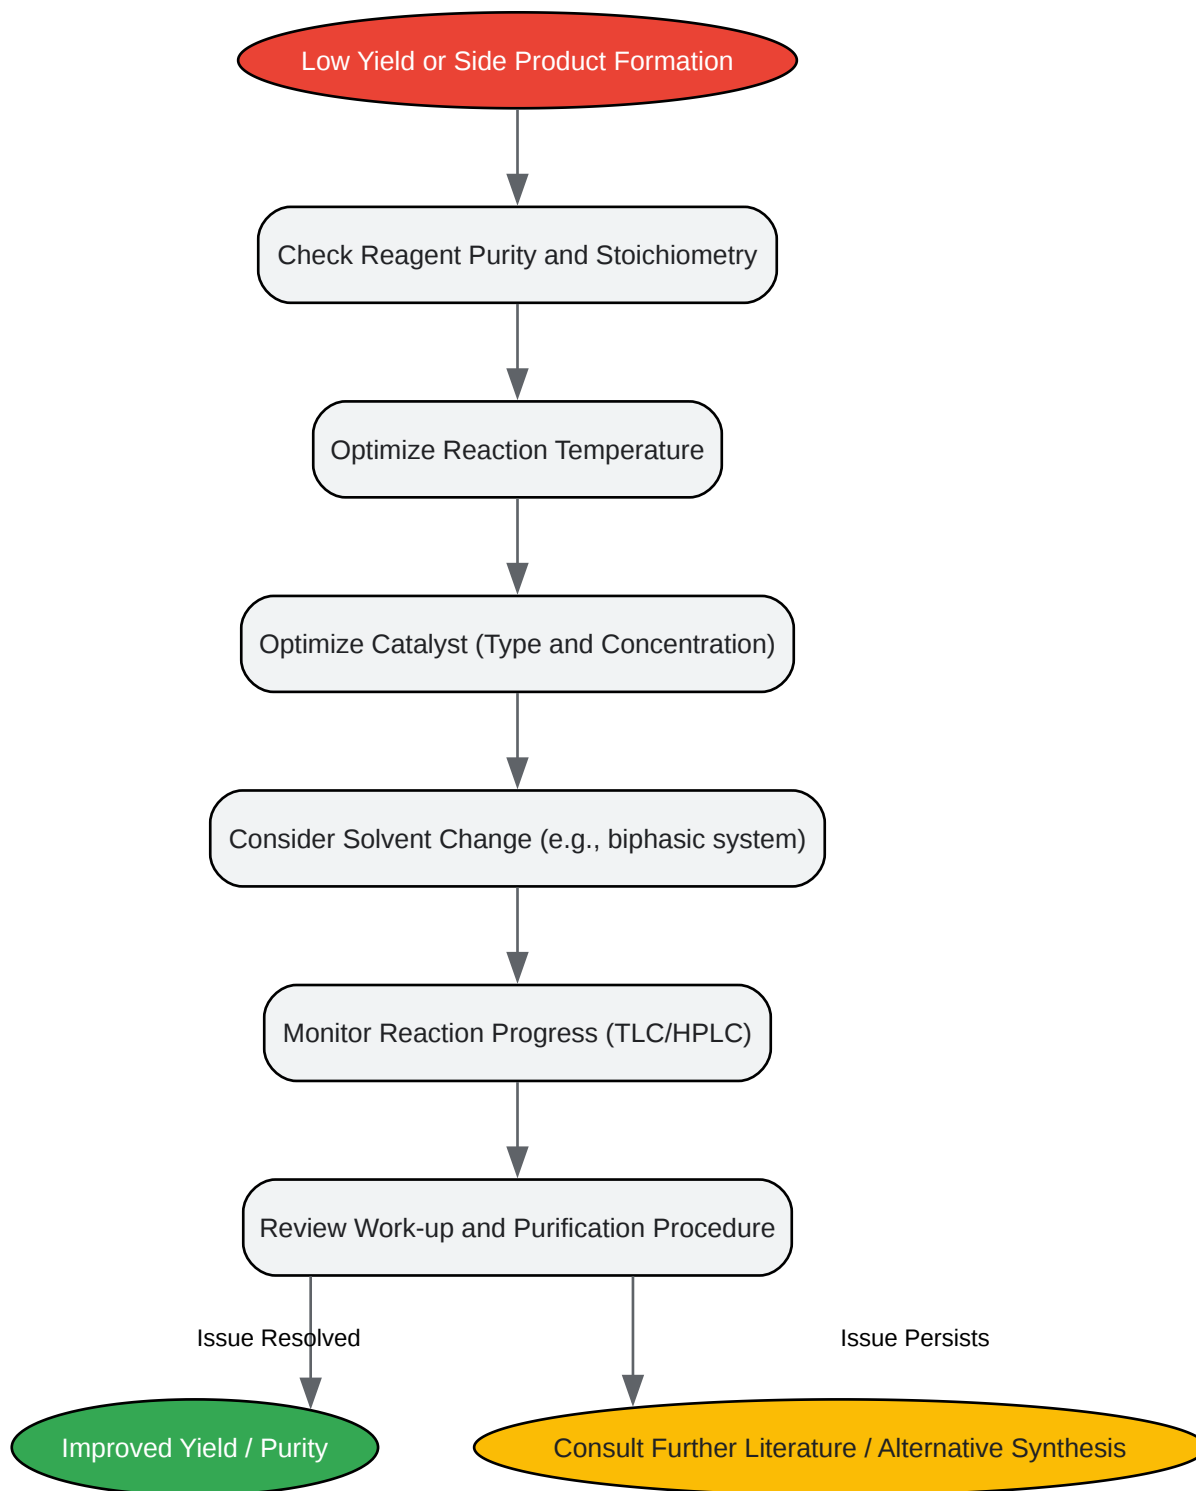 Low Yield or Side Product Formation
Check Reagent Purity and Stoichiometry
Optimize Reaction Temperature
Optimize Catalyst (Type and Concentration)
Consider Solvent Change (e.g., biphasic system)
Monitor Reaction Progress (TLC/HPLC)
Review Work-up and Purification Procedure
Issue Resolved
Issue Persists
Improved Yield / Purity
Consult Further Literature / Alternative Synthesis